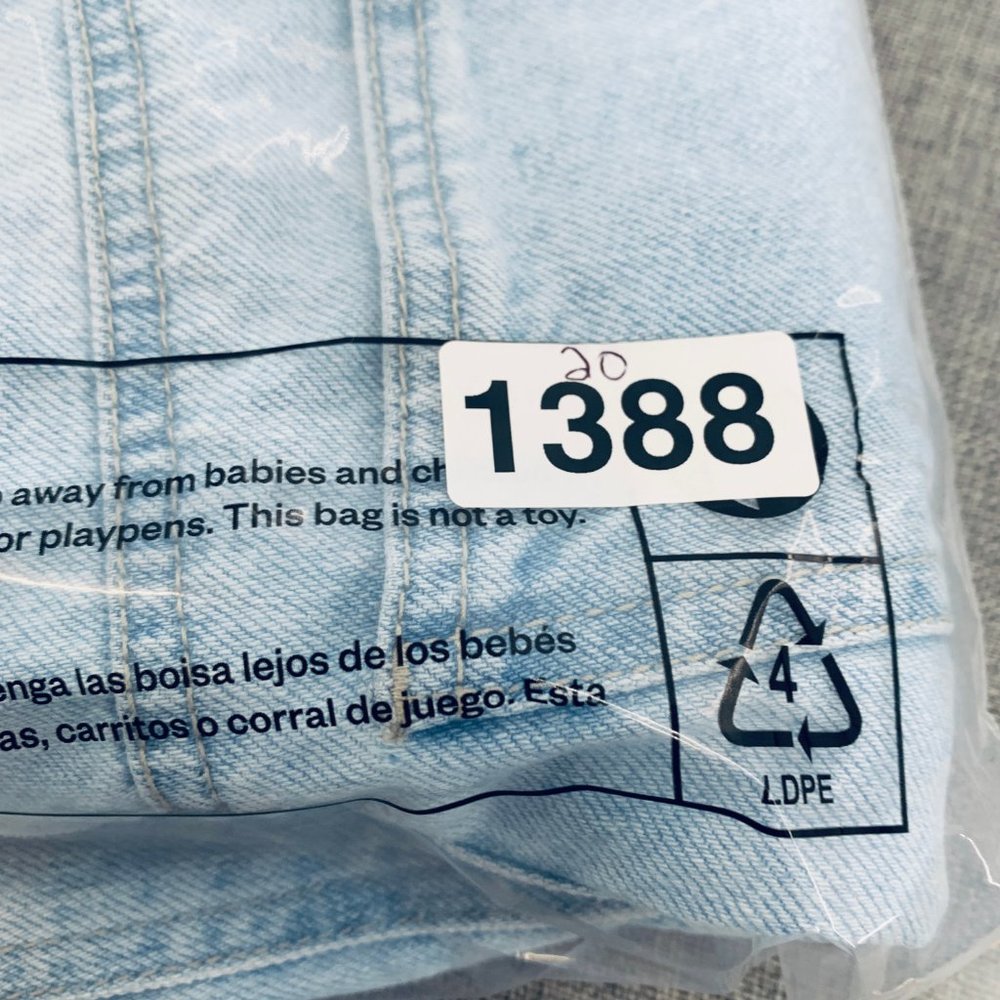 20
1388
away from babies and ch
or playpens. This bag is not a toy.
enga las boisa lejos de los bebés
as, carritos o corral de juego. Esta
4
LDPE